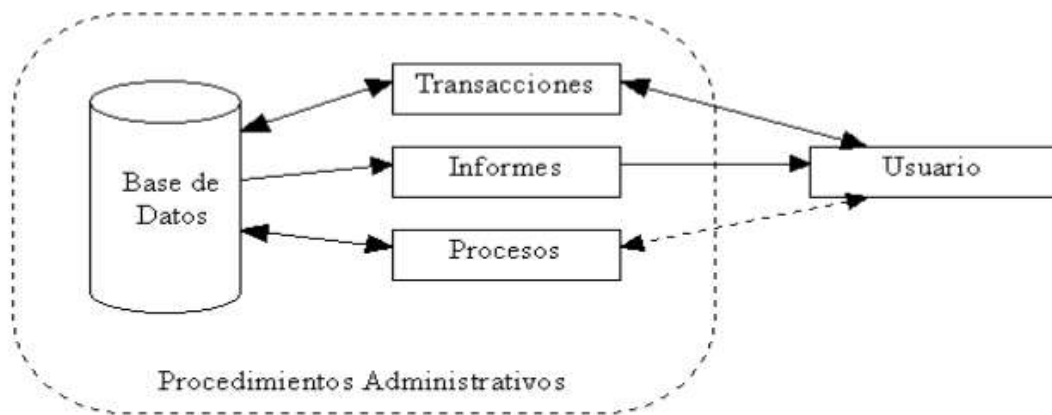 Transacciones
Base de
Datos
Informes
Usuario
Procesos
Procedimientos Administrativos